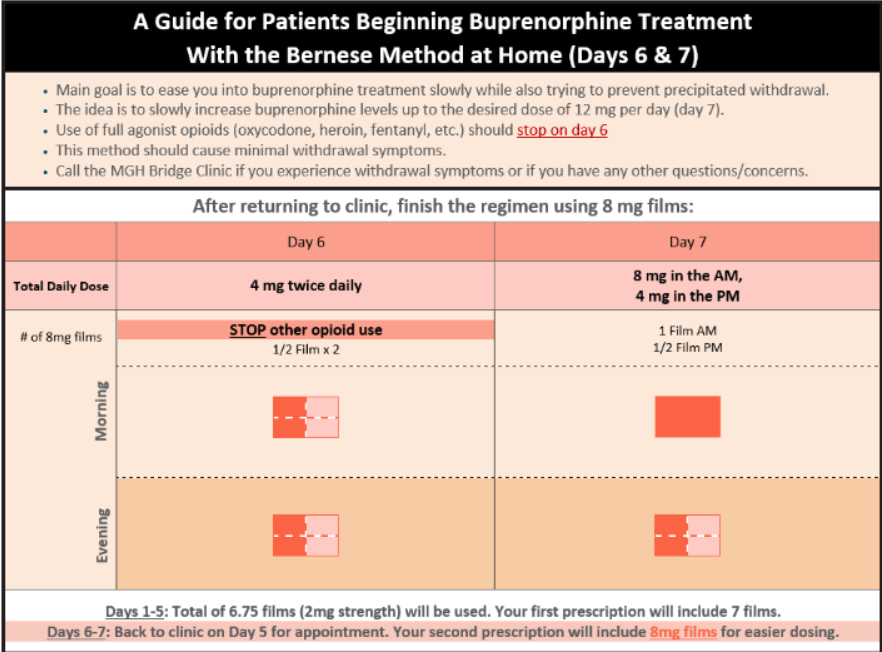 A Guide for Patients Beginning Buprenorphine Treatment
With the Bernese Method at Home (Days 6 & 7)
• Main goal is to ease you into buprenorphine treatment slowly while also trying to prevent precipitated withdrawal.
• The idea is to slowly increase buprenorphine levels up to the desired dose of 12 mg per day (day 7).
• Use of full agonist opioids (oxycodone, heroin, fentanyl, etc.) should stop on day 6
• This method should cause minimal withdrawal symptoms.
• Call the MGH Bridge Clinic if you experience withdrawal symptoms or if you have any other questions/concerns.
After returning to clinic, finish the regimen using 8 mg films:
Day 6
Day 7
Total Daily Dose
4 mg twice daily
8 mg in the AM,
4 mg in the PM
# of 8mg films
STOP other opioid use
1/2 Film x 2
1 Film AM
1/2 Film PM
Morning
Evening
Days 1-5: Total of 6.75 films (2mg strength) will be used. Your first prescription will include 7 films.
Days 6-7: Back to clinic on Day 5 for appointment. Your second prescription will include 8mg films for easier dosing.